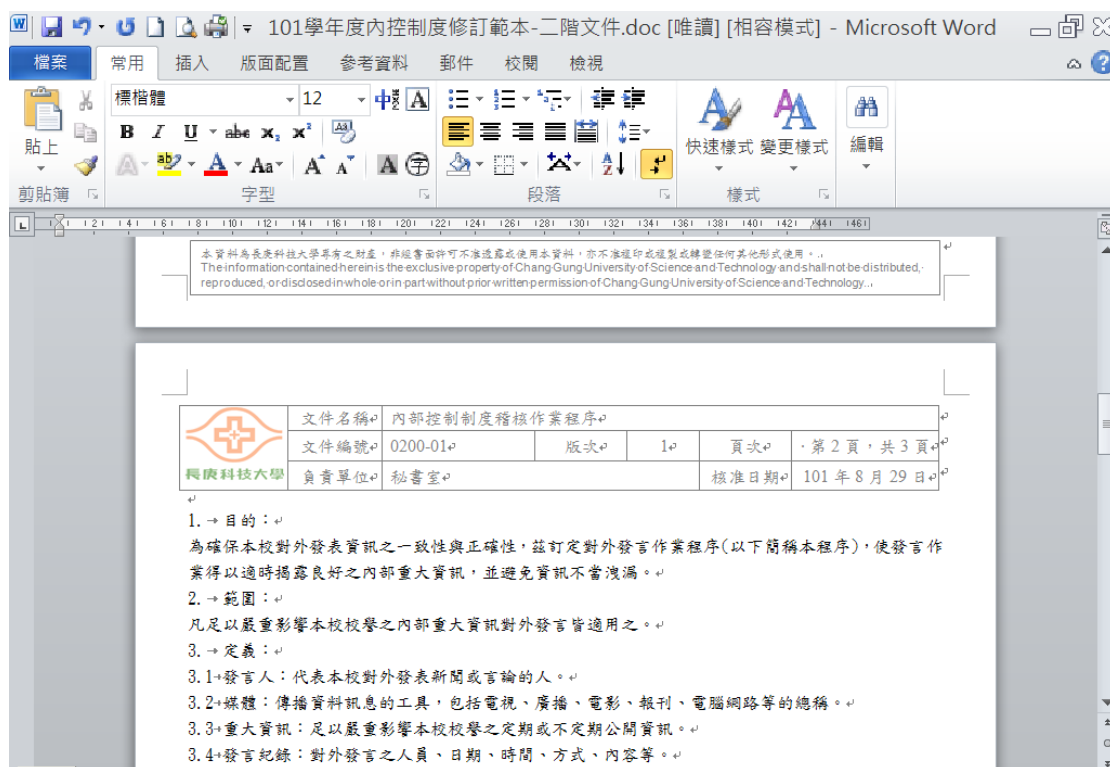 101學年度內控制度修訂範本-二階文件.doc [唯讀] [相容模式] - Microsoft Word
檔案 常用 插入 版面配置 參考資料 郵件 校閱 檢視
標楷體 12
貼上
快速樣式 變更樣式 編輯
剪貼簿 字型 段落 樣式
本資料為長庚科技大學專有之財產，非經書面許可不准透露或使用本資料，亦不准複印或複製或轉變任何其他形式使用。
The information contained herein is the exclusive property of Chang Gung University of Science and Technology and shall not be distributed,
reproduced, or disclosed in whole or in part without prior written permission of Chang Gung University of Science and Technology.
長庚科技大學
文件名稱 內部控制制度稽核作業程序
文件編號 0200-01 版次 1 頁次 第 2 頁，共 3 頁
負責單位 秘書室 核准日期 101 年 8 月 29 日
1. 目的：
為確保本校對外發表資訊之一致性與正確性，茲訂定對外發言作業程序(以下簡稱本程序)，使發言作
業得以適時揭露良好之內部重大資訊，並避免資訊不當洩漏。
2. 範圍：
凡足以嚴重影響本校校譽之內部重大資訊對外發言皆適用之。
3. 定義：
3.1 發言人：代表本校對外發表新聞或言論的人。
3.2 媒體：傳播資料訊息的工具，包括電視、廣播、電影、報刊、電腦網路等的總稱。
3.3 重大資訊：足以嚴重影響本校校譽之定期或不定期公開資訊。
3.4 發言紀錄：對外發言之人員、日期、時間、方式、內容等。